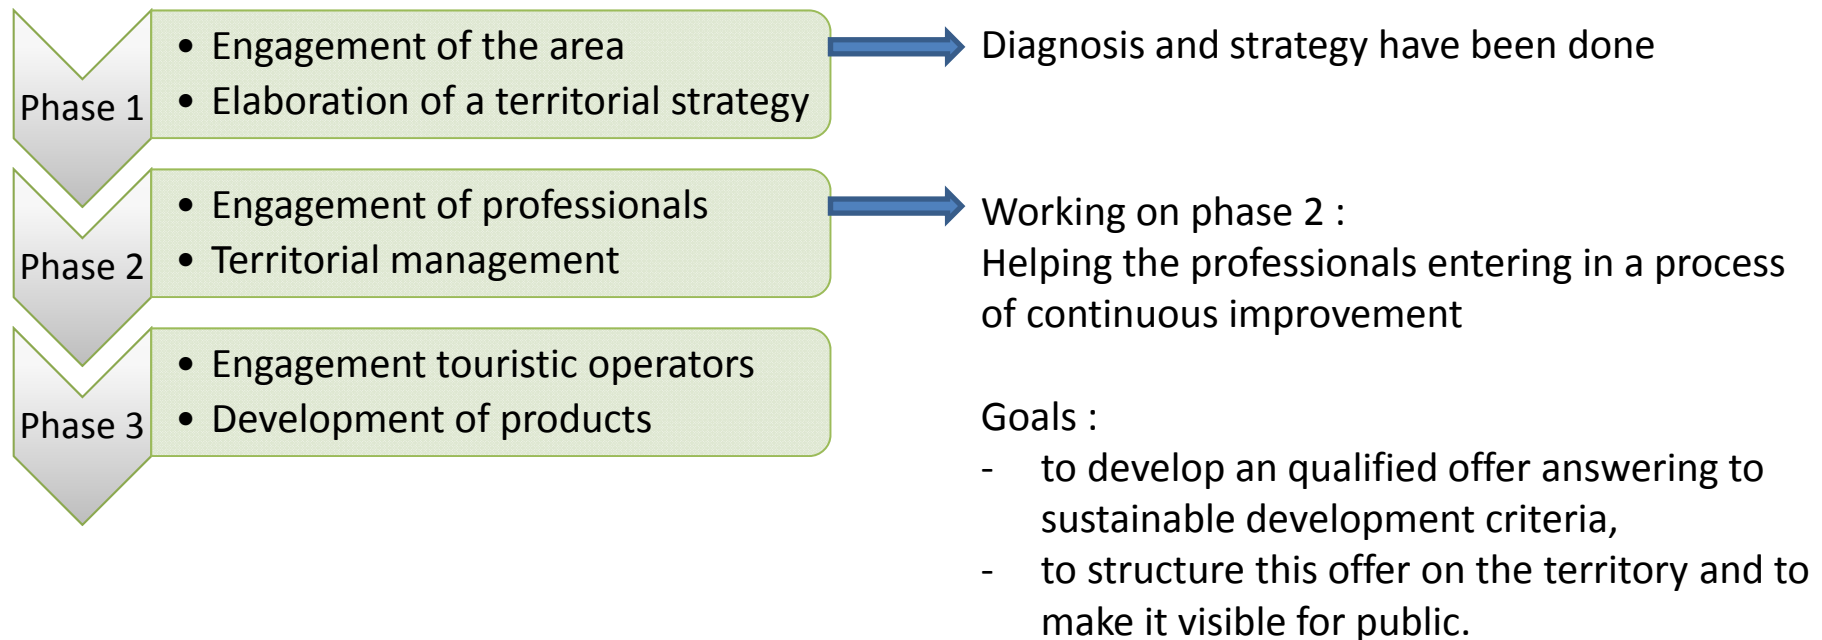 Phase 1
• Engagement of the area
• Elaboration of a territorial strategy
Diagnosis and strategy have been done
Phase 2
• Engagement of professionals
• Territorial management
Working on phase 2 :
Helping the professionals entering in a process
of continuous improvement
Phase 3
• Engagement touristic operators
• Development of products
Goals :
- to develop an qualified offer answering to
sustainable development criteria,
- to structure this offer on the territory and to
make it visible for public.